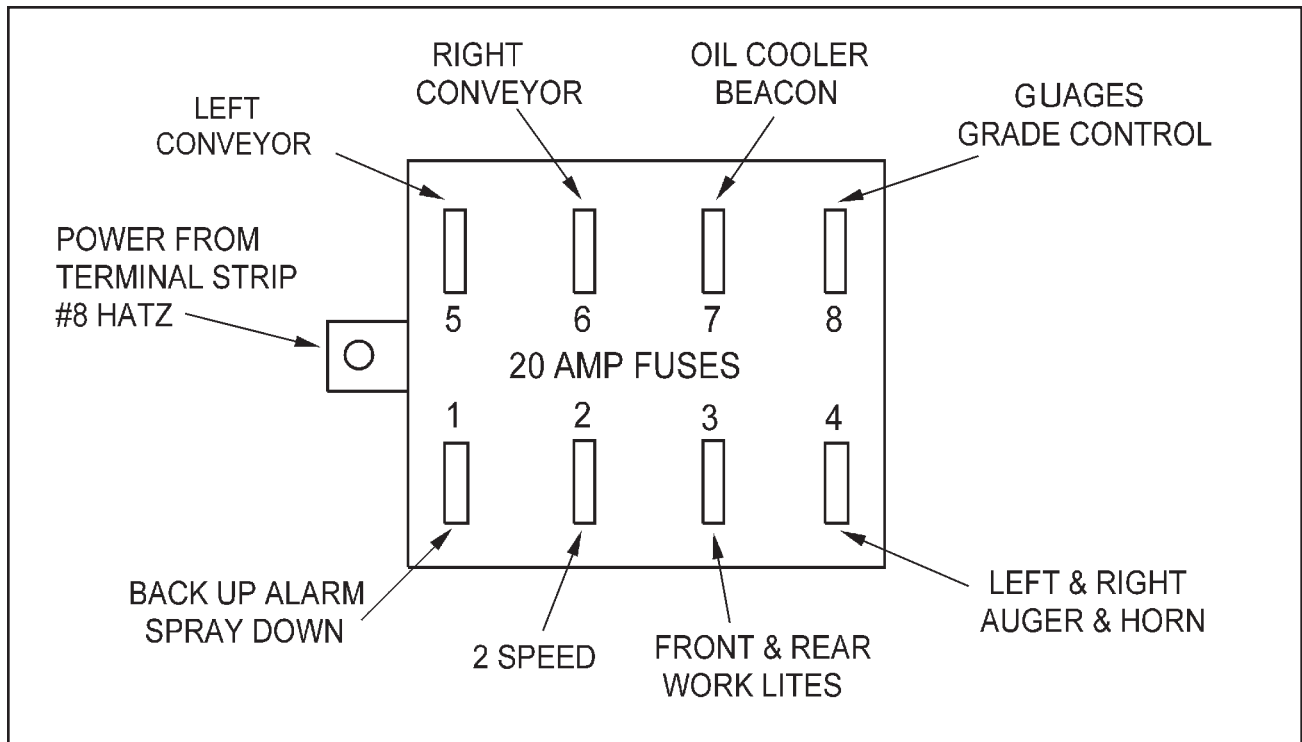 RIGHT
CONVEYOR
OIL COOLER
BEACON
GUAGES
GRADE CONTROL
LEFT
CONVEYOR
POWER FROM
TERMINAL STRIP
#8 HATZ
5 6 7 8
20 AMP FUSES
1 2 3 4
BACK UP ALARM
SPRAY DOWN
2 SPEED
FRONT & REAR
WORK LITES
LEFT & RIGHT
AUGER & HORN